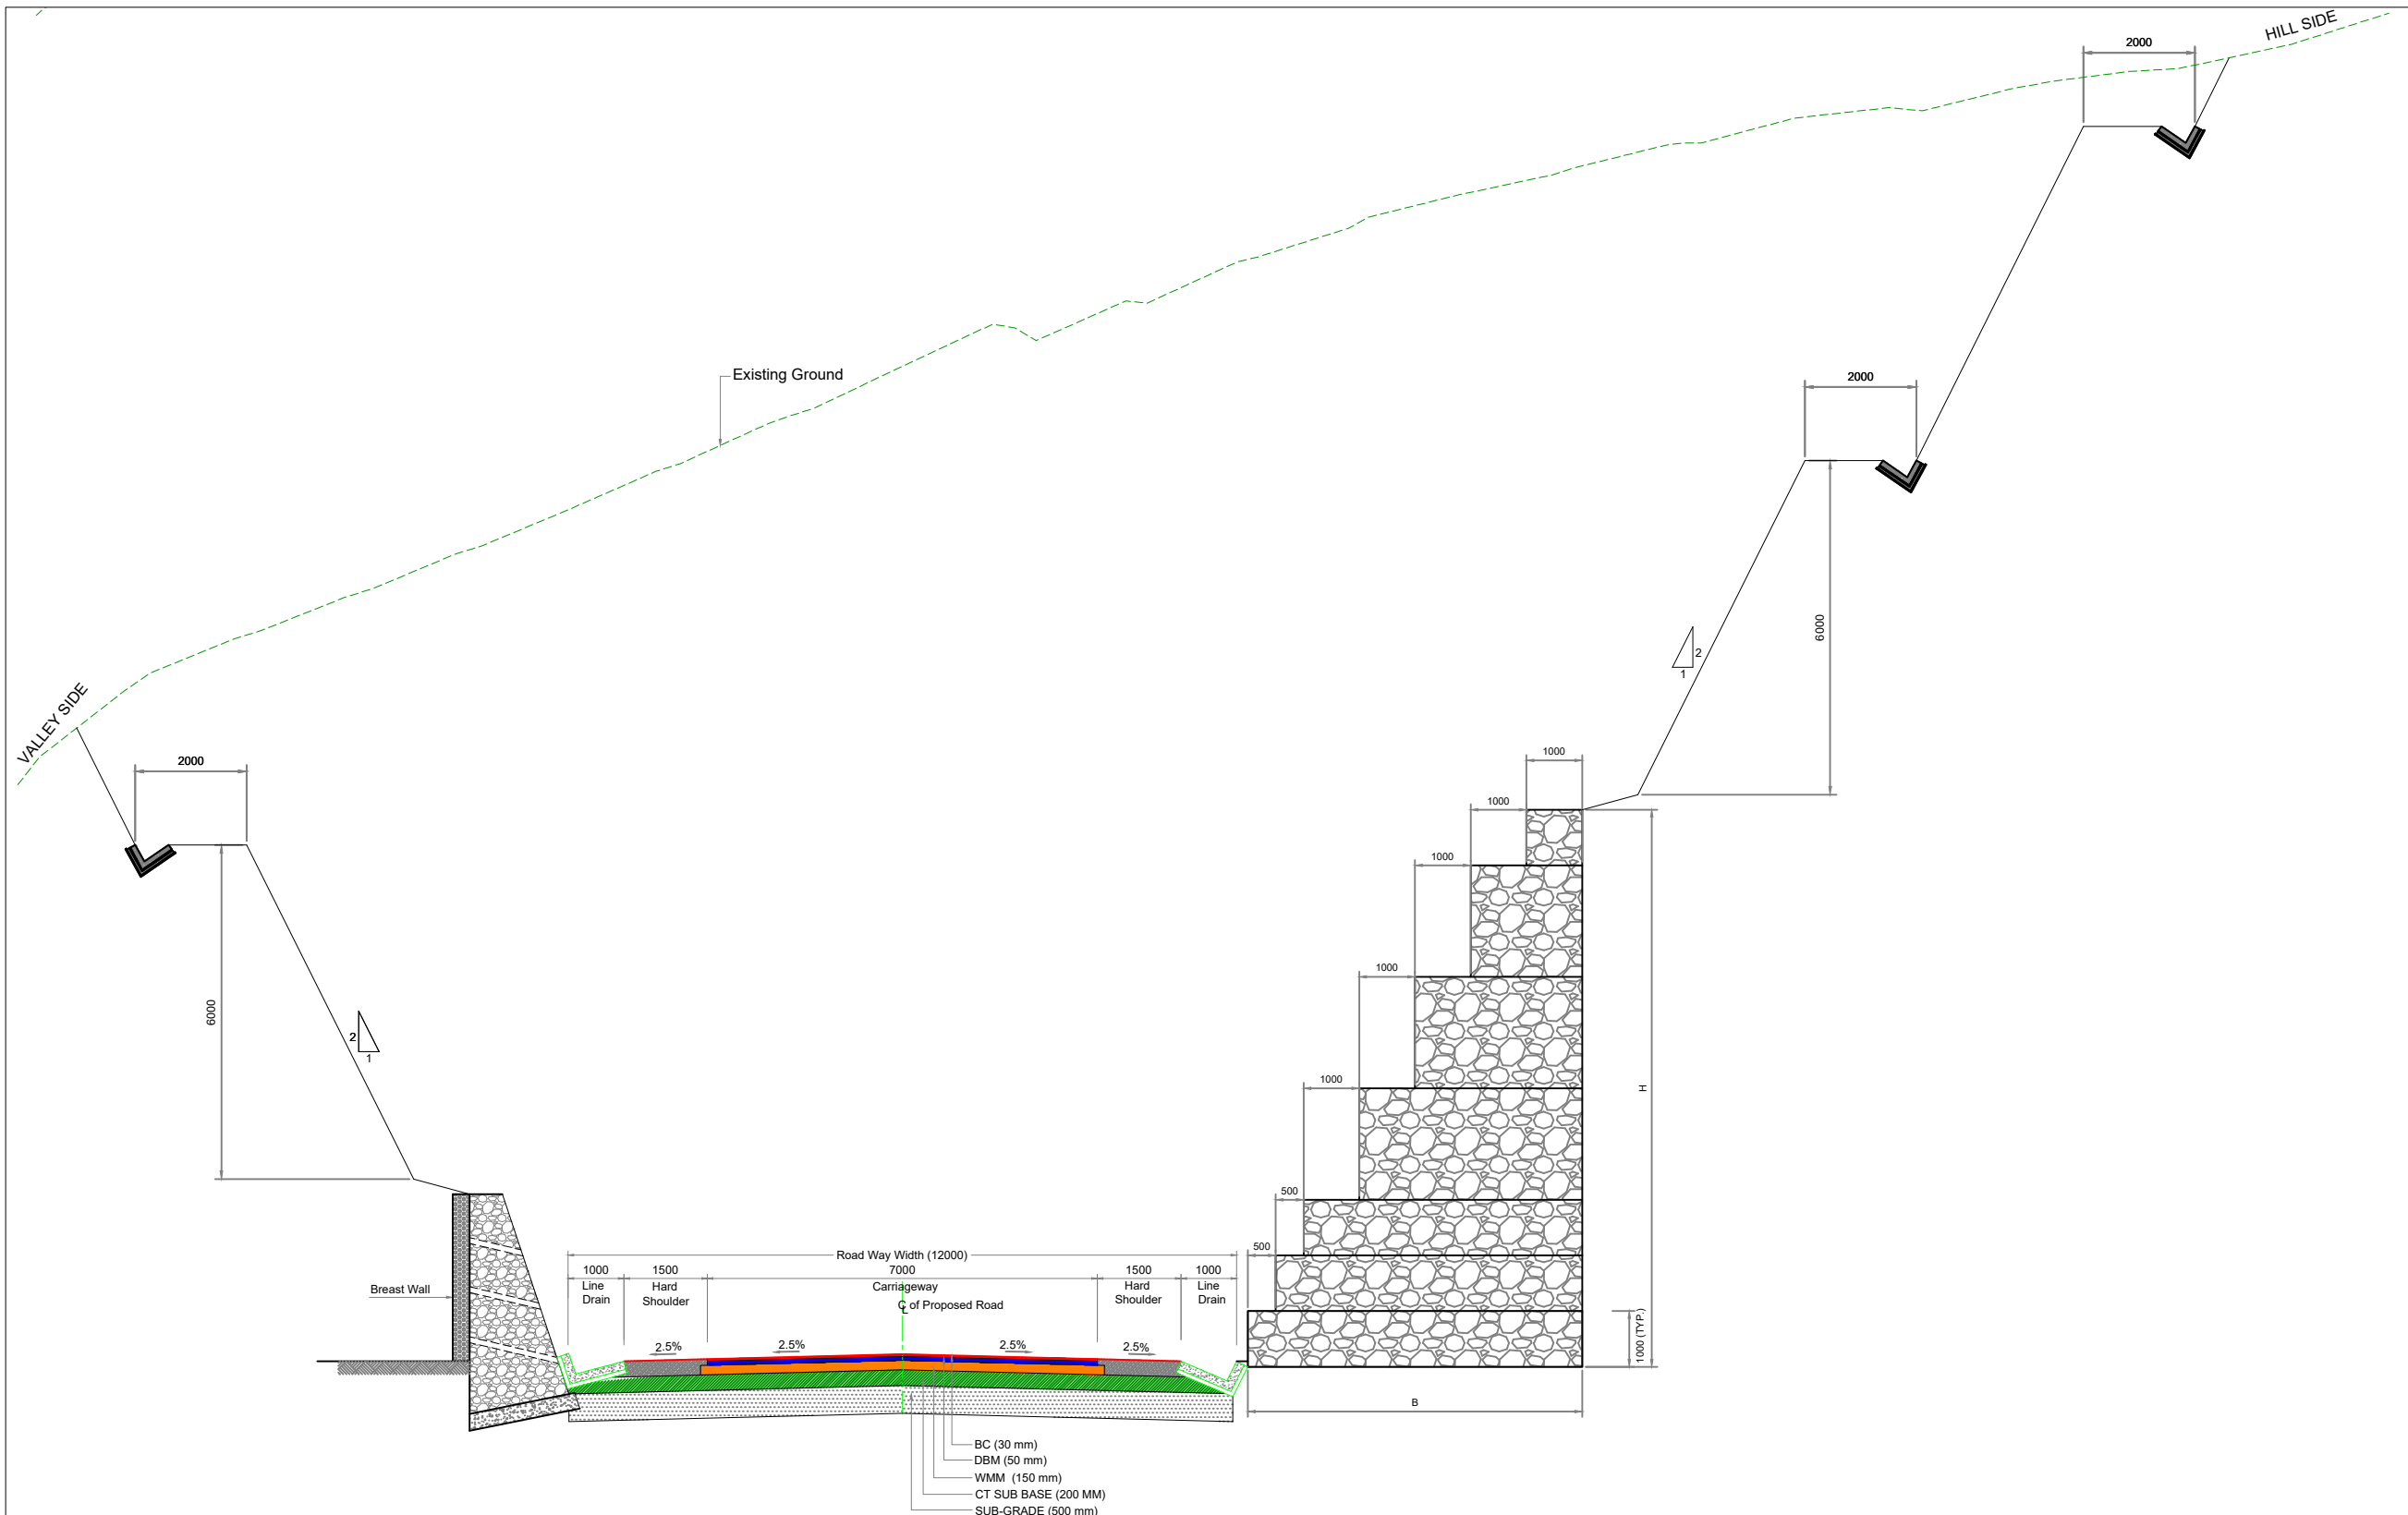 HILL SIDE
2000
Existing Ground
2000
6000
2
1
VALLEY SIDE
2000
6000
2
1
1000
1000
1000
1000
1000
500
500
H
1000 (TYP.)
B
Breast Wall
Road Way Width (12000)
1000
1500
7000
1500
1000
Line
Drain
Hard
Shoulder
Carriageway
℄ of Proposed Road
Hard
Shoulder
Line
Drain
2.5%
2.5%
2.5%
2.5%
BC (30 mm)
DBM (50 mm)
WMM (150 mm)
CT SUB BASE (200 MM)
SUB-GRADE (500 mm)